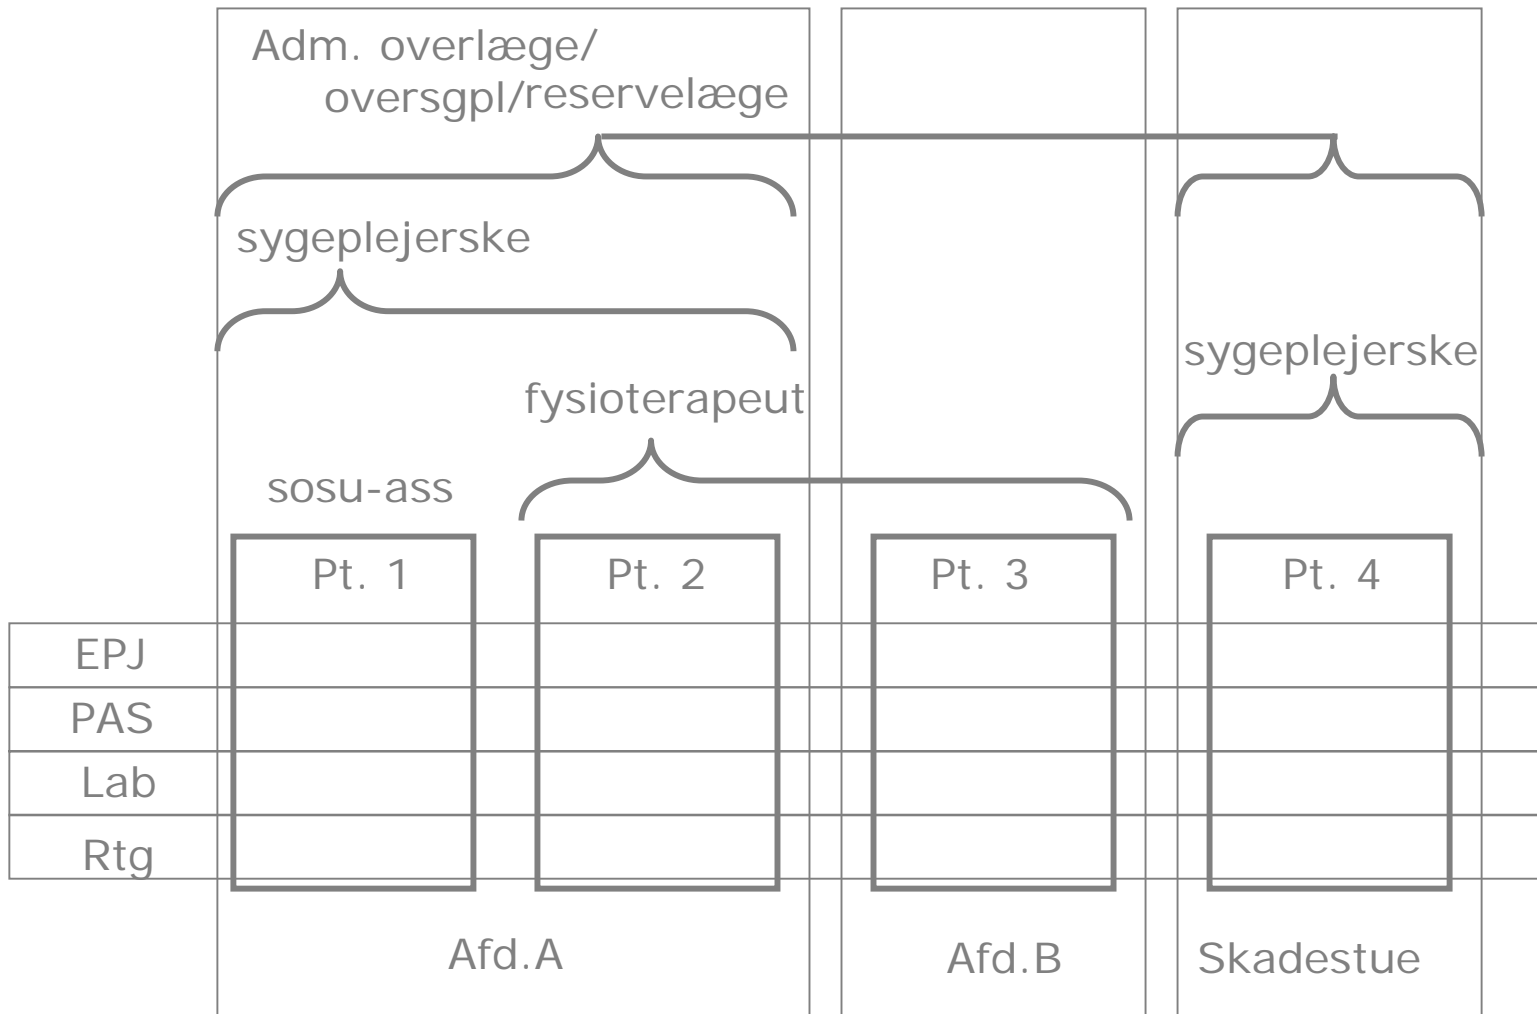 Adm. overlæge/
oversgpl/reservelæge
sygeplejerske
sygeplejerske
fysioterapeut
sosu-ass
Pt. 1
Pt. 2
Pt. 3
Pt. 4
EPJ
PAS
Lab
Rtg
Afd.A
Afd.B
Skadestue